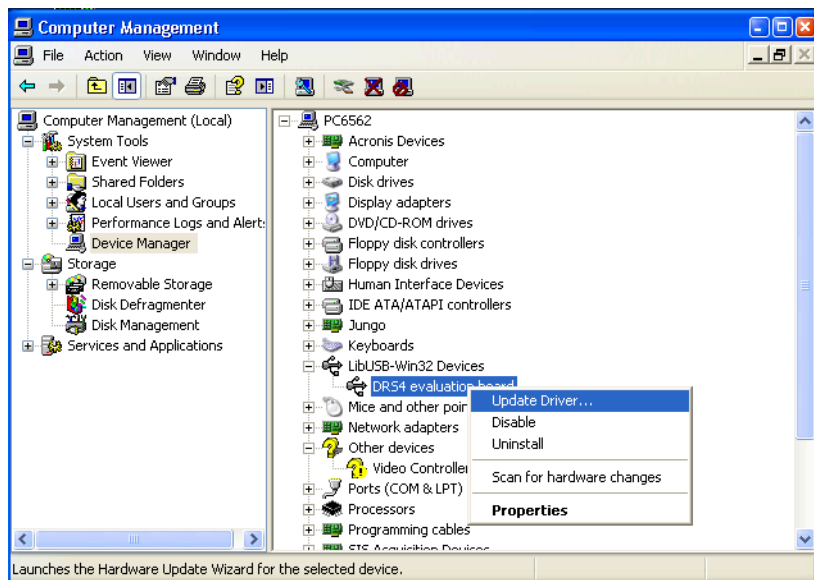 Computer Management
File Action View Window Help
Computer Management (Local)
System Tools
Event Viewer
Shared Folders
Local Users and Groups
Performance Logs and Alert
Device Manager
Storage
Removable Storage
Disk Defragmenter
Disk Management
Services and Applications
PC6562
Acronis Devices
Computer
Disk drives
Display adapters
DVD/CD-ROM drives
Floppy disk controllers
Floppy disk drives
Human Interface Devices
IDE ATA/ATAPI controllers
Jungo
Keyboards
LibUSB-Win32 Devices
DRS4 evaluation board
Mice and other poin
Network adapters
Other devices
Video Controller
Ports (COM & LPT)
Processors
Programming cables
SIS Acquisition Devices
Update Driver...
Disable
Uninstall
Scan for hardware changes
Properties
Launches the Hardware Update Wizard for the selected device.